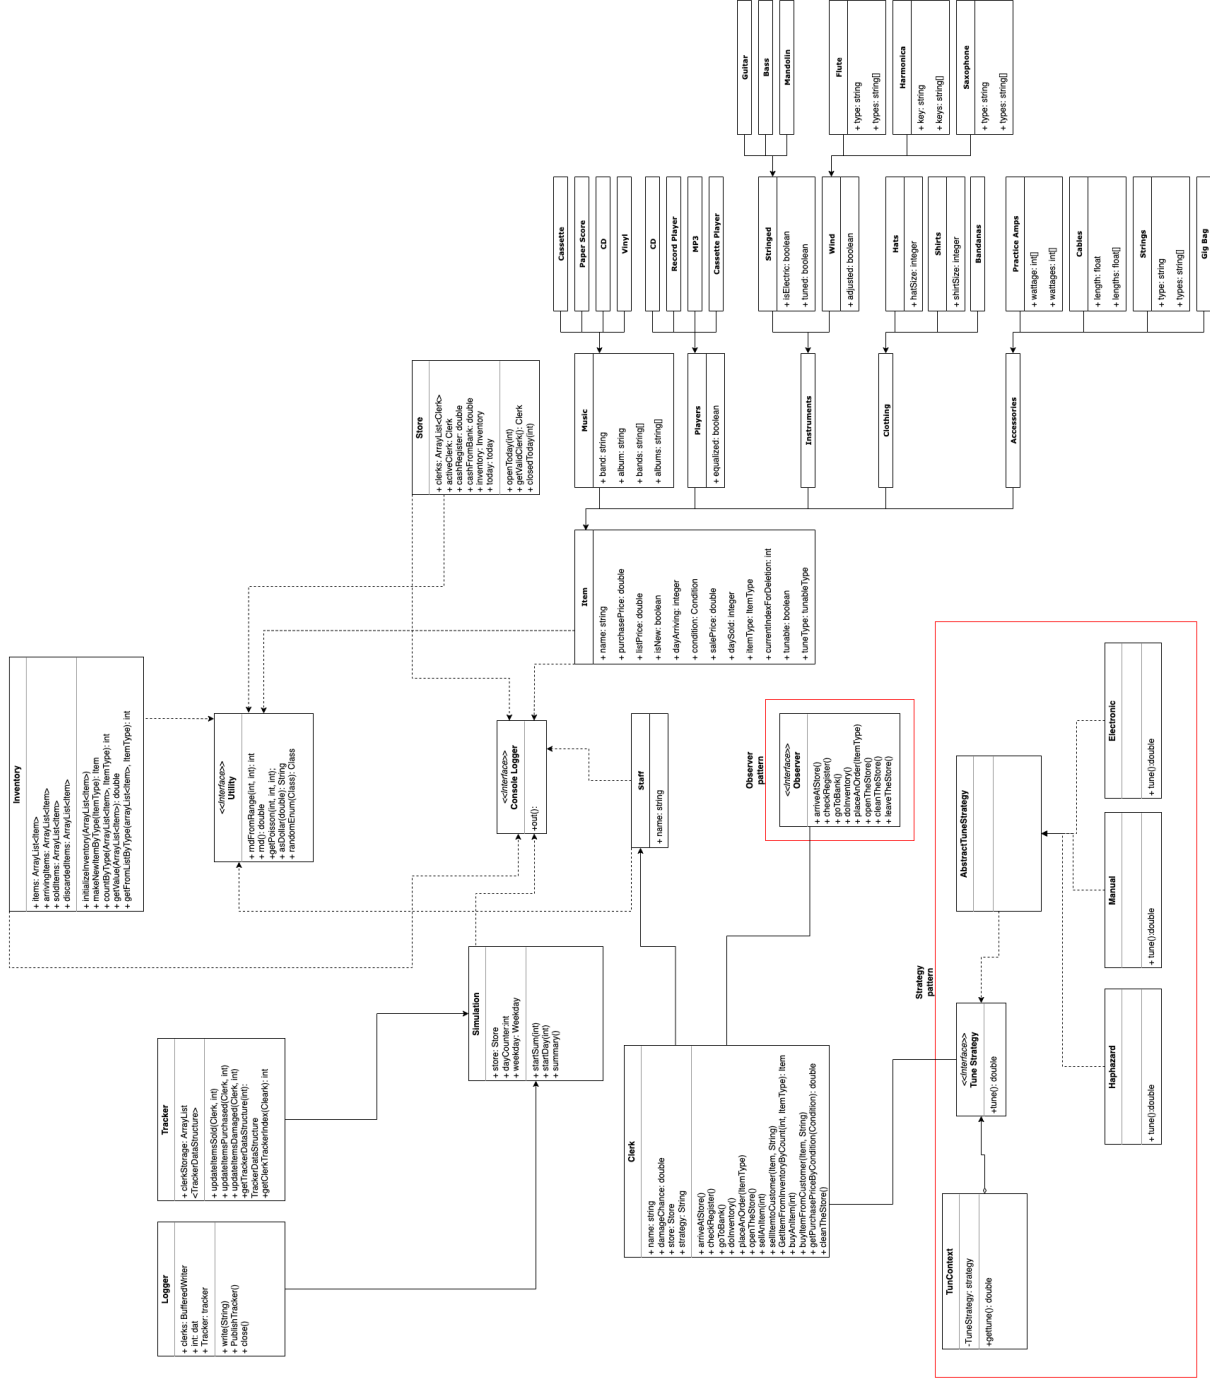 Logger
+ clerks: BufferedWriter
+ int: dat
+ Tracker: tracker
+ write(String)
+ PublishTracker()
+ close()
Tracker
+ clerkStorage: ArrayList
<TrackerDataStructure>
+ updateItemsSold(Clerk, int)
+ updateItemsPurchased(Clerk, int)
+ updateItemsDamaged(Clerk, int)
+getTrackerDataStructure(int):
TrackerDataStructure
+getClerkTrackerIndex(Cleark): int
Inventory
+ items: ArrayList<Item>
+ arrivingItems: ArrayList<Item>
+ soldItems: ArrayList<Item>
+ discardedItems: ArrayList<Item>
+ initializeInventory(ArrayList<Item>)
+ makeNewItemByType(ItemType): Item
+ countByType(ArrayList<Item>, ItemType): int
+ getValue(ArrayList<Item>): double
+ getFromListByType(arrayList<Item>, ItemType): int
<<Interface>>
Utility
+ rndFromRange(int, int): int
+ rnd(): double
+getPoisson(int, int, int);
+ asDollar(double): String
+ randomEnum(Class): Class
Store
+ clerks: ArrayList<Clerk>
+ activeClerk: Clerk
+ cashRegister: double
+ cashFromBank: double
+ inventory: Inventory
+ today: today
+ openToday(int)
+ getValidClerk(): Clerk
+ closedToday(int)
Simulation
+ store: Store
+ dayCounter:int
+ weekday: Weekday
+ startSum(int)
+ startDay(int)
+ summary()
<<Interface>>
Console Logger
+out():
Item
+ name: string
+ purchasePrice: double
+ listPrice: double
+ isNew: boolean
+ dayArriving: integer
+ condition: Condition
+ salePrice: double
+ daySold: integer
+ itemType: ItemType
+ currentIndexForDeletion: int
+ tunable: boolean
+ tuneType: tunableType
Music
+ band: string
+ album: string
+ bands: string[]
+ albums: string[]
Cassette
Paper Score
CD
Vinyl
Players
+ equalized: boolean
CD
Record Player
MP3
Cassette Player
Instruments
Stringed
+ isElectric: boolean
+ tuned: boolean
Guitar
Bass
Mandolin
Wind
+ adjusted: boolean
Flute
+ type: string
+ types: string[]
Harmonica
+ key: string
+ keys: string[]
Saxophone
+ type: string
+ types: string[]
Clothing
Hats
+ hatSize: integer
Shirts
+ shirtSize: integer
Bandanas
Accessories
Practice Amps
+ wattage: int[]
+ wattages: int[]
Cables
+ length: float
+ lengths: float[]
Strings
+ type: string
+ types: string[]
Gig Bag
Staff
+ name: string
Clerk
+ name: string
+ damageChance: double
+ store: Store
+ strategy: String
+ arriveAtStore()
+ checkRegister()
+ goToBank()
+ doInventory()
+ placeAnOrder(ItemType)
+ openTheStore()
+ sellAnItem(int)
+ sellItemtoCustomer(Item, String)
+ GetItemFromInventoryByCount(int, ItemType): Item
+ buyAnItem(int)
+ buyItemFromCustomer(Item, String)
+ getPurchasePriceByCondition(Condition): double
+ cleanTheStore()
Observer
pattern
<<Interface>>
Observer
+ arriveAtStore()
+ checkRegister()
+ goToBank()
+ doInventory()
+ placeAnOrder(ItemType)
+ openTheStore()
+ cleanTheStore()
+ leaveTheStore()
Strategy
pattern
TunContext
-TuneStrategy: strategy
+gettune(): double
<<Interface>>
Tune Strategy
+tune(): double
AbstractTuneStrategy
Haphazard
+ tune():double
Manual
+ tune():double
Electronic
+ tune():double